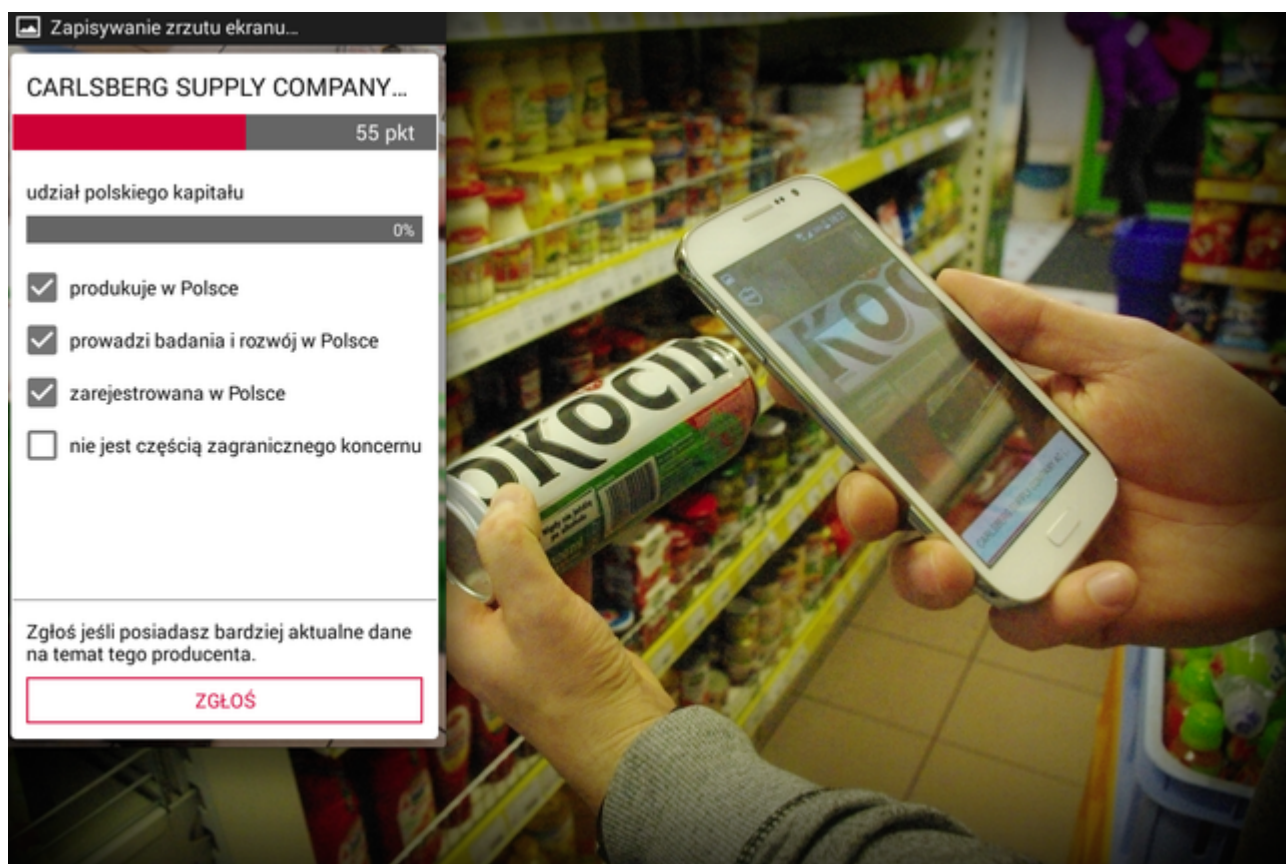 Zapisywanie zrzutu ekranu...
CARLSBERG SUPPLY COMPANY...
55 pkt
udział polskiego kapitału
0%
produkuje w Polsce
prowadzi badania i rozwój w Polsce
zarejestrowana w Polsce
nie jest częścią zagranicznego koncernu
Zgłoś jeśli posiadasz bardziej aktualne dane
na temat tego producenta.
ZGŁOŚ
OKOCIM
KOC